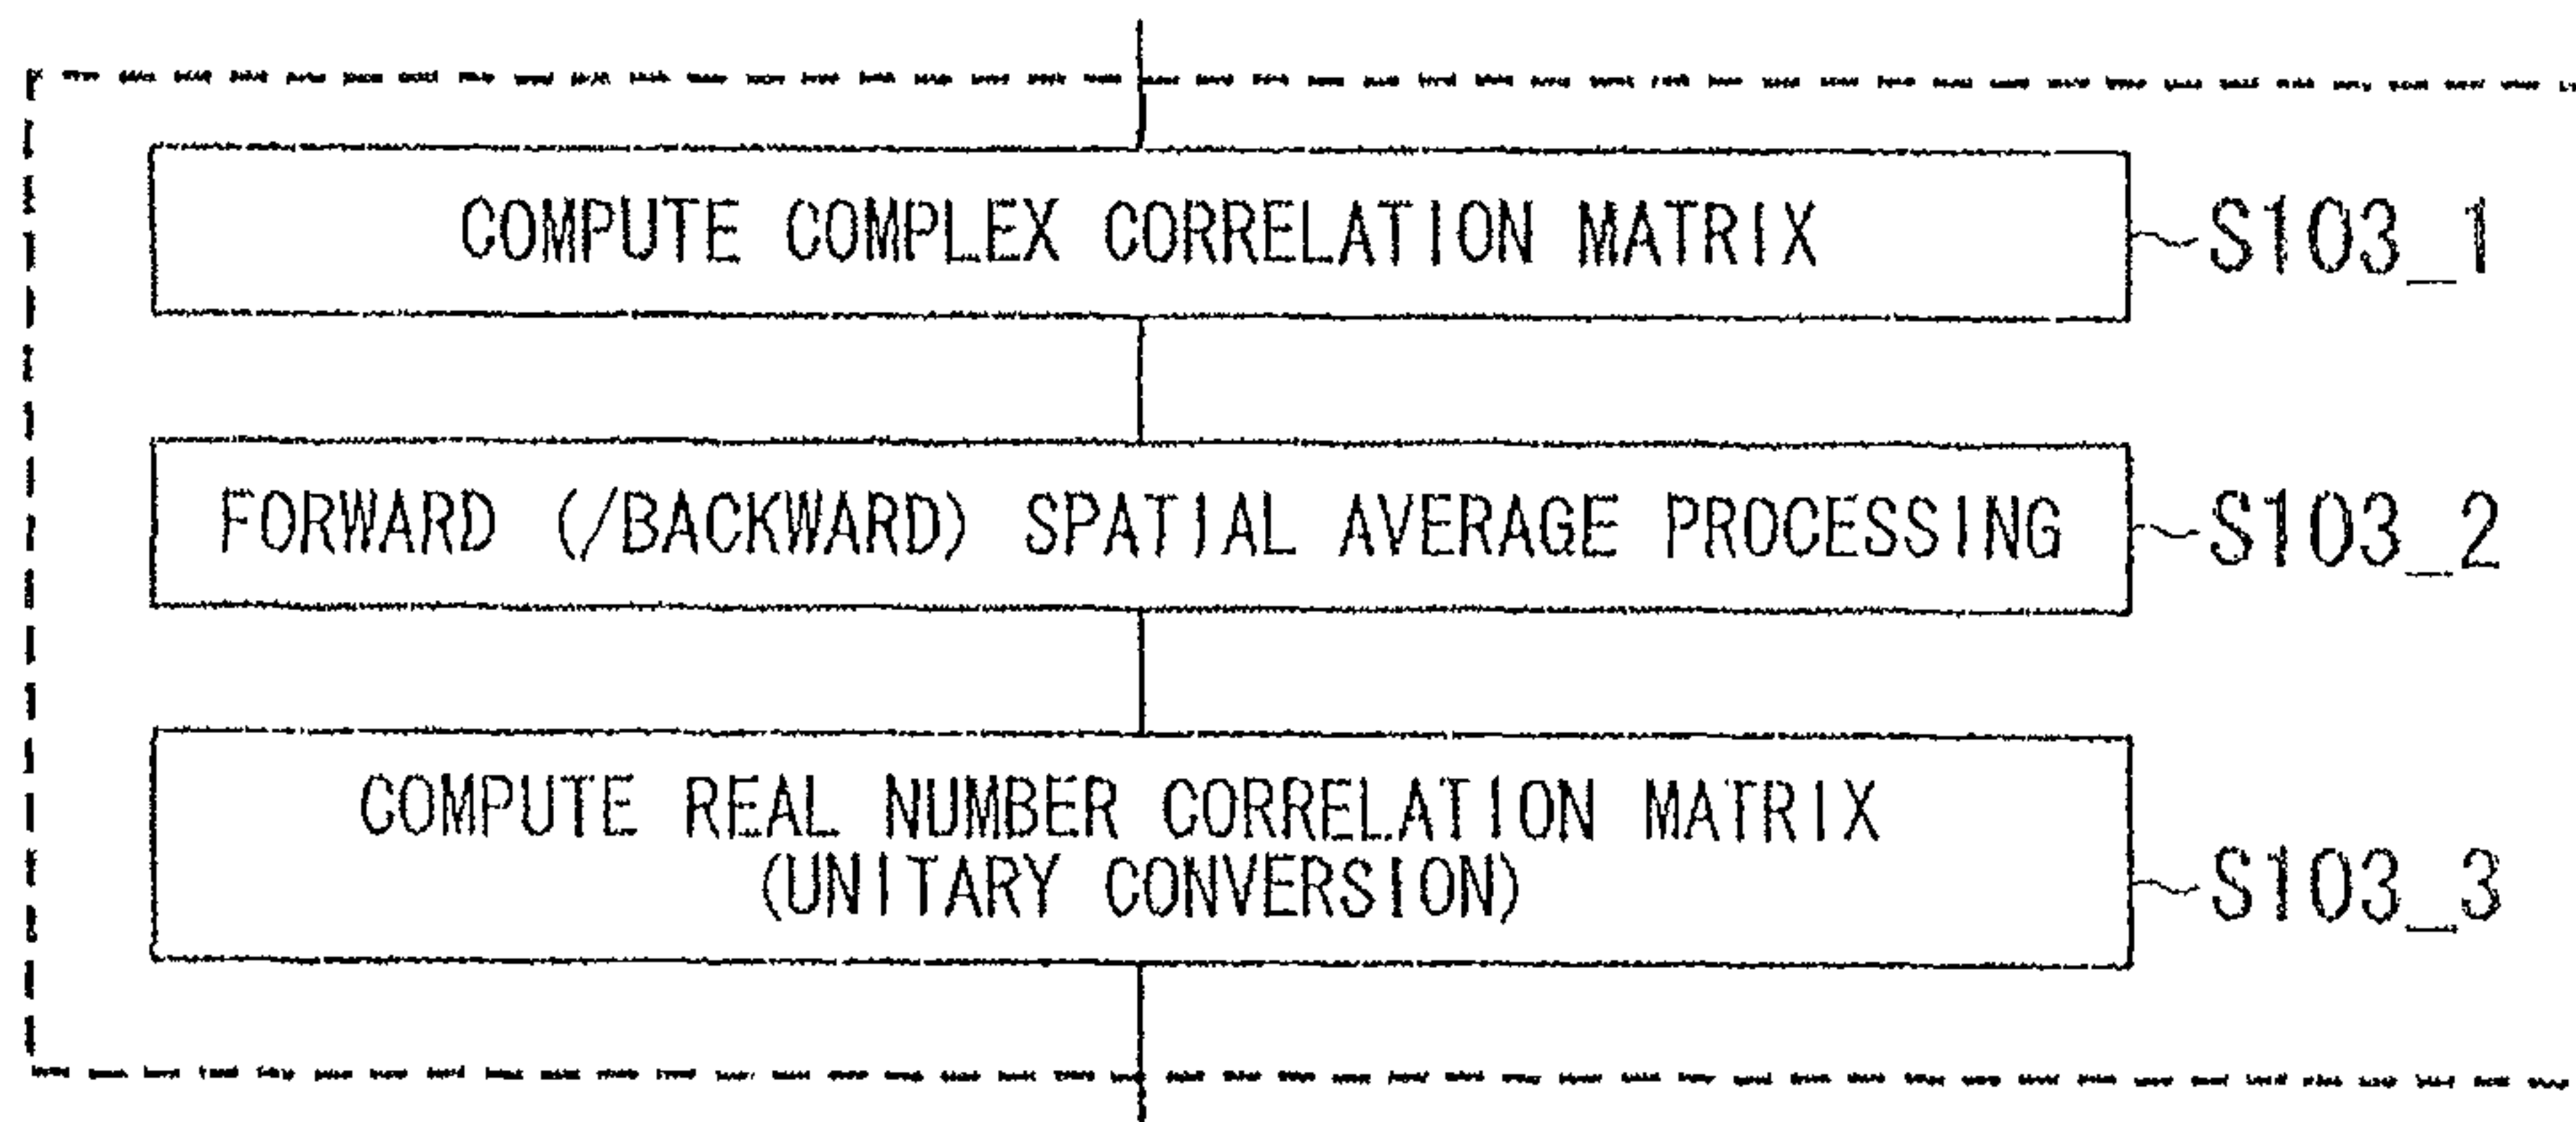 COMPUTE COMPLEX CORRELATION MATRIX
S103_1
FORWARD (/BACKWARD) SPATIAL AVERAGE PROCESSING
S103_2
COMPUTE REAL NUMBER CORRELATION MATRIX
(UNITARY CONVERSION)
S103_3